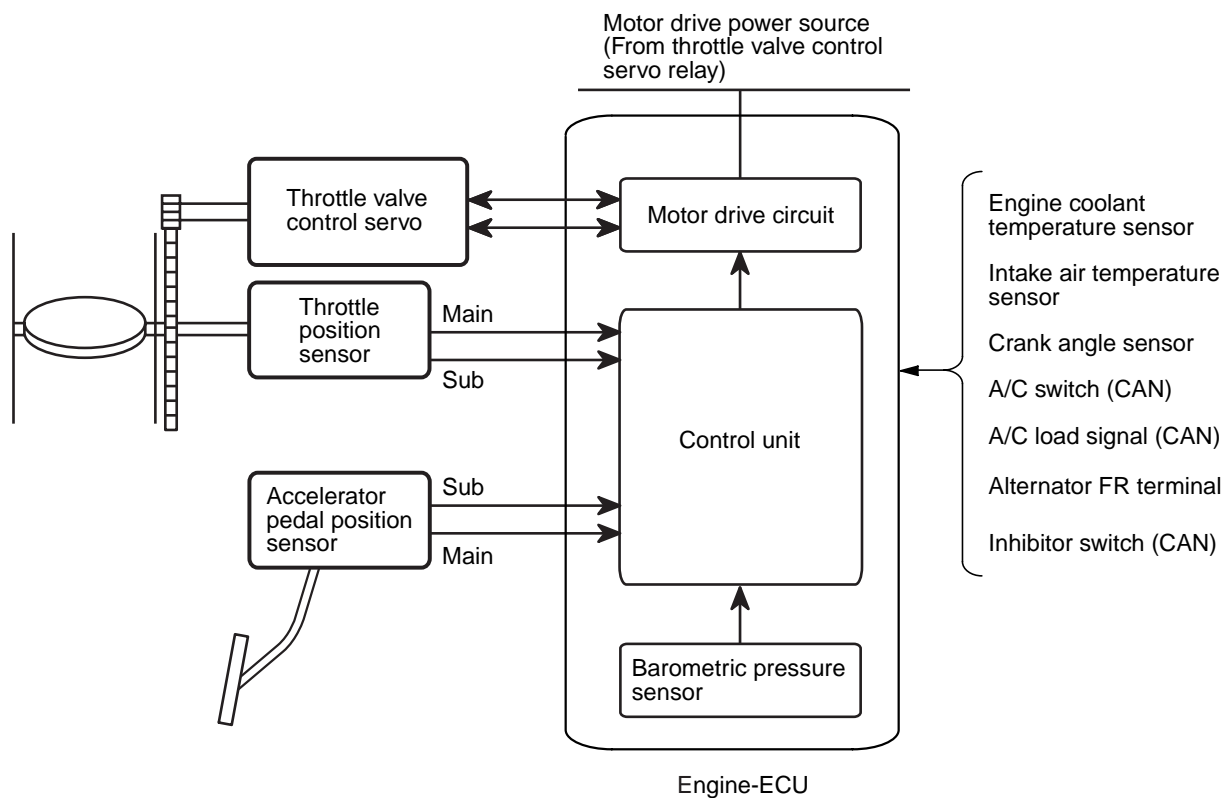 Motor drive power source
(From throttle valve control
servo relay)
Throttle valve
control servo
Motor drive circuit
Throttle
position
sensor
Main
Sub
Control unit
Accelerator
pedal position
sensor
Sub
Main
Barometric pressure
sensor
Engine-ECU
Engine coolant
temperature sensor
Intake air temperature
sensor
Crank angle sensor
A/C switch (CAN)
A/C load signal (CAN)
Alternator FR terminal
Inhibitor switch (CAN)